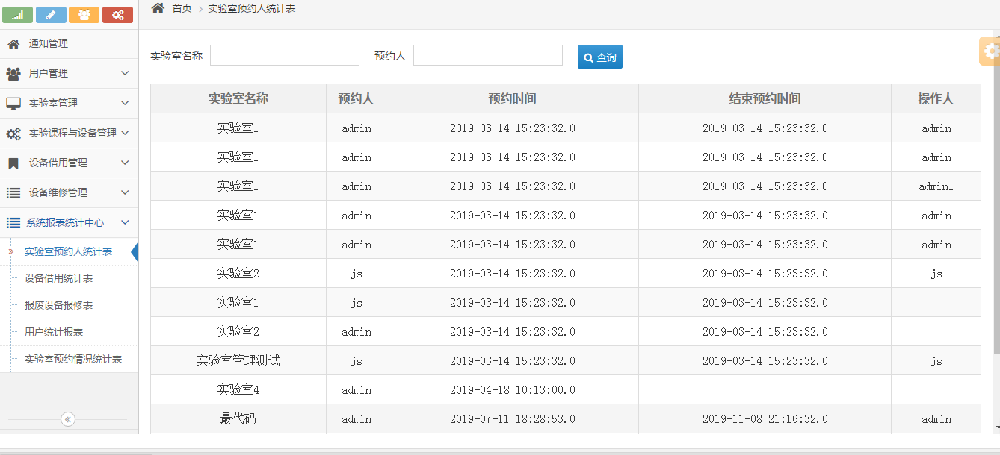 首页 实验室预约人统计表
通知管理
用户管理
实验室管理
实验课程与设备管理
设备借用管理
设备维修管理
系统报表统计中心
实验室预约人统计表
设备借用统计表
报废设备报修表
用户统计报表
实验室预约情况统计表
实验室名称 预约人 查询
实验室名称 预约人 预约时间 结束预约时间 操作人
实验室1 admin 2019-03-14 15:23:32.0 2019-03-14 15:23:32.0 admin
实验室1 admin 2019-03-14 15:23:32.0 2019-03-14 15:23:32.0 admin
实验室1 admin 2019-03-14 15:23:32.0 2019-03-14 15:23:32.0 admin1
实验室1 admin 2019-03-14 15:23:32.0 2019-03-14 15:23:32.0 admin
实验室1 admin 2019-03-14 15:23:32.0 2019-03-14 15:23:32.0 admin
实验室2 js 2019-03-14 15:23:32.0 2019-03-14 15:23:32.0 js
实验室1 js 2019-03-14 15:23:32.0 2019-03-14 15:23:32.0
实验室2 admin 2019-03-14 15:23:32.0 2019-03-14 15:23:32.0
实验室管理测试 js 2019-03-14 15:23:32.0 2019-03-14 15:23:32.0 js
实验室4 admin 2019-04-18 10:13:00.0
最代码 admin 2019-07-11 18:28:53.0 2019-11-08 21:16:32.0 admin